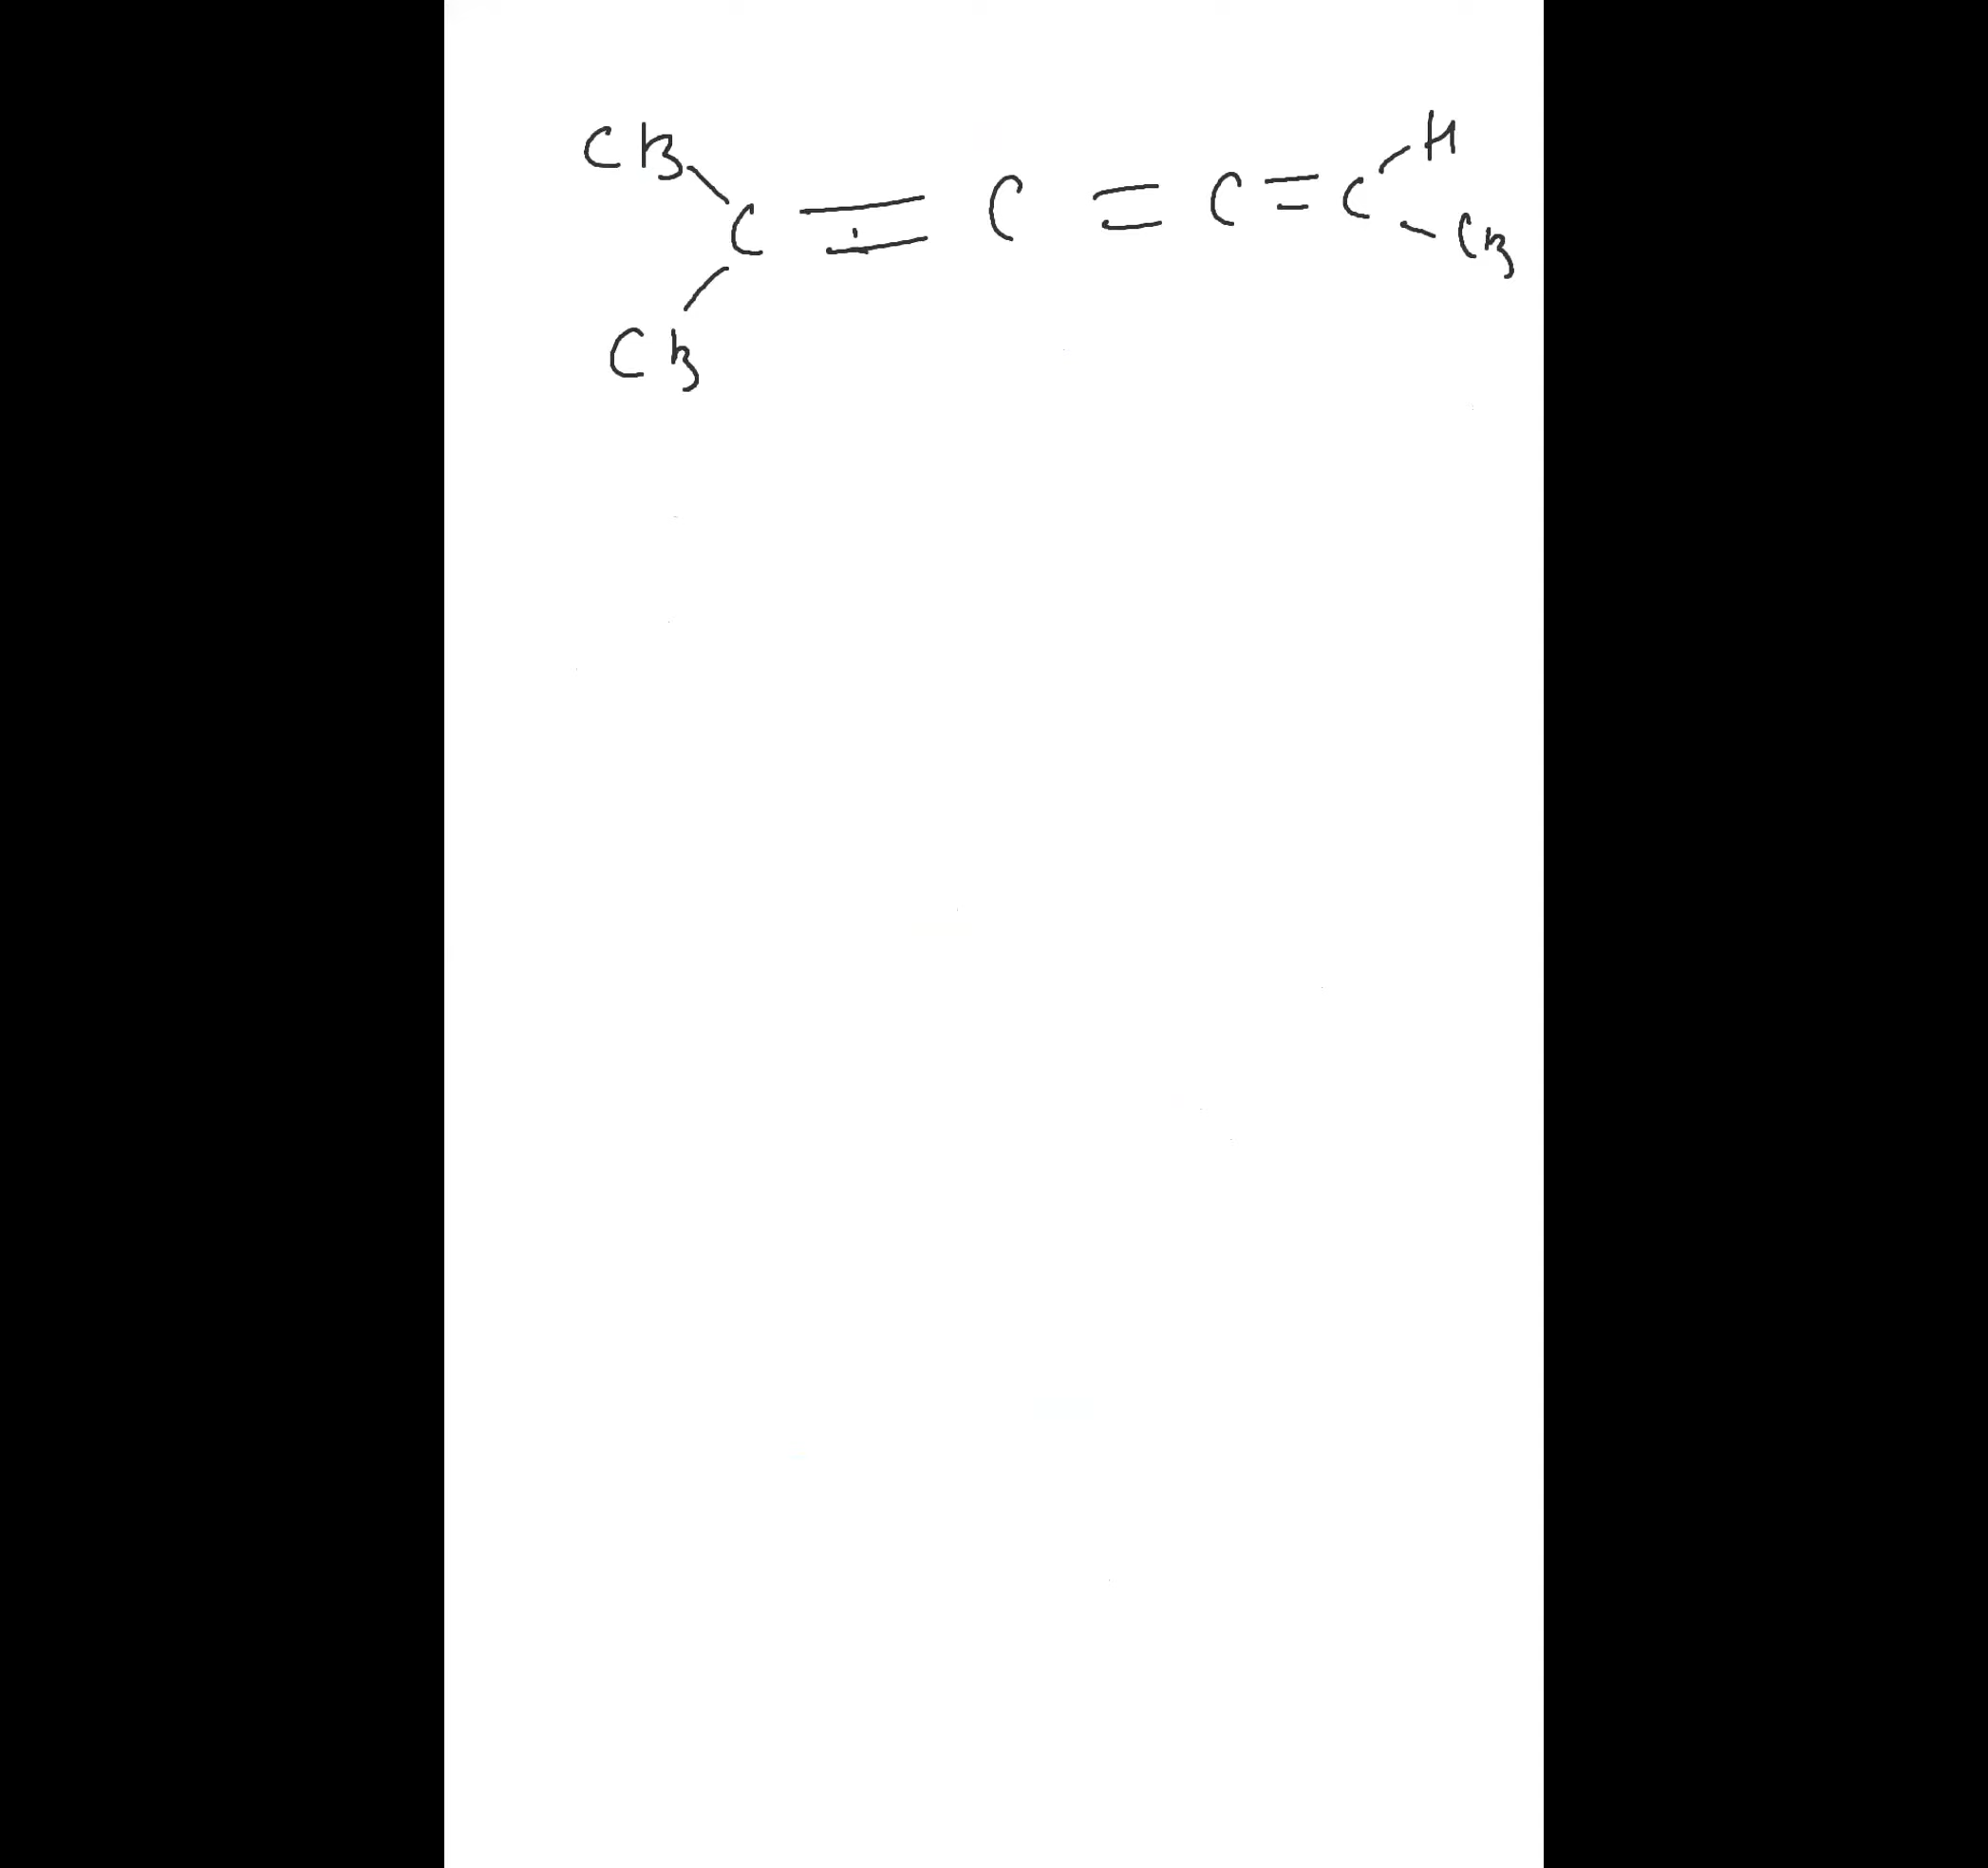 CH3
C = C = C = C
H
CH3
CH3